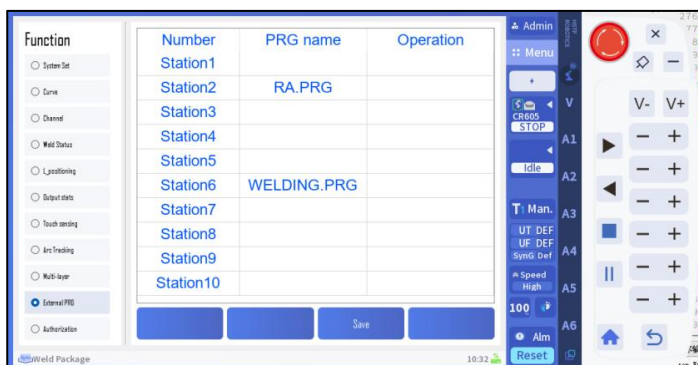 Function
System Set
Curve
Channel
Weld Status
L_positioning
Output stats
Touch sensing
Arc Tracking
Multi-layer
External PRG
Authorization
Number PRG name Operation
Station1
Station2 RA.PRG
Station3
Station4
Station5
Station6 WELDING.PRG
Station7
Station8
Station9
Station10
Save
Weld Package
10:32
Admin
Menu
+
CR605
STOP
Idle
T1 Man.
UT DEF
UF DEF
SynG Def
Speed
High
100
Alm
Reset
HTTP
ROBOTICS
V
A1
A2
A3
A4
A5
A6
V- V+
- +
- +
- +
- +
- +
- +